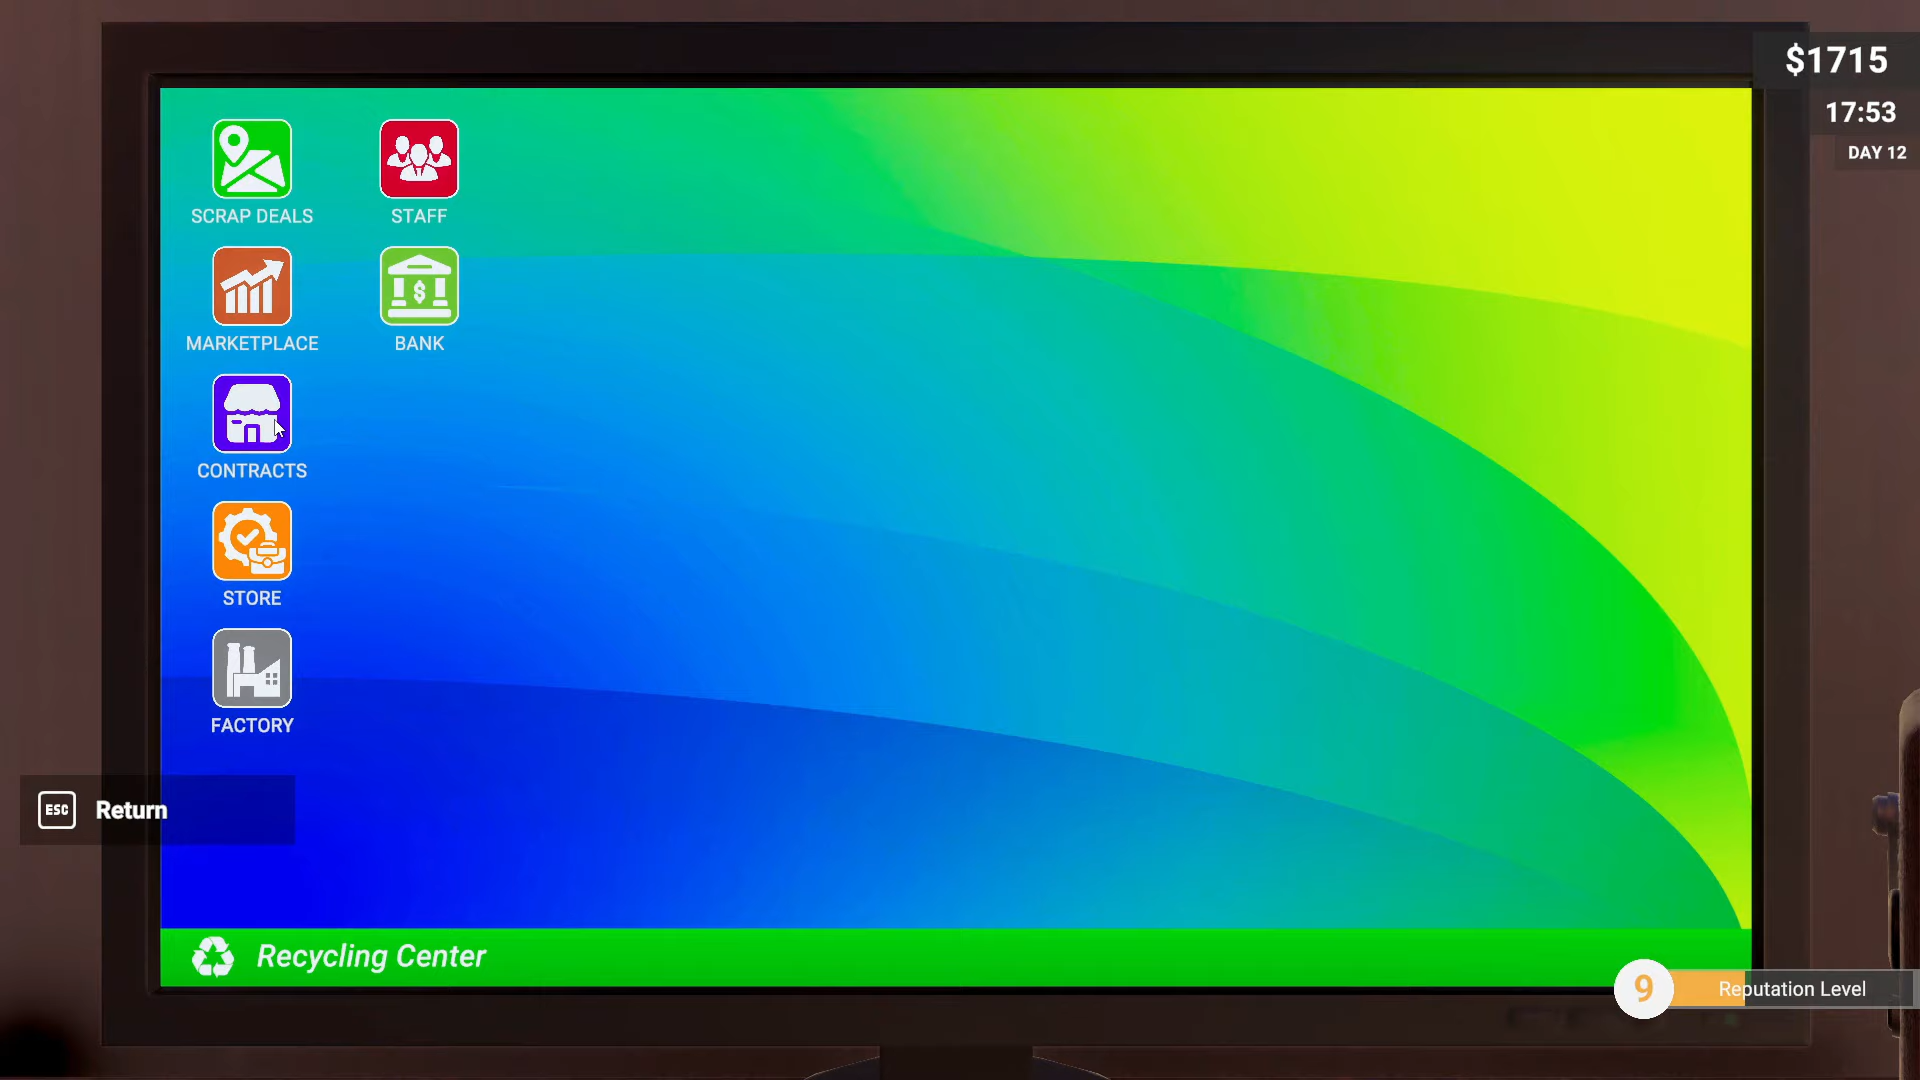 $1715
17:53
DAY 12
SCRAP DEALS
STAFF
MARKETPLACE
$
BANK
CONTRACTS
STORE
FACTORY
ESC Return
Recycling Center
9 Reputation Level